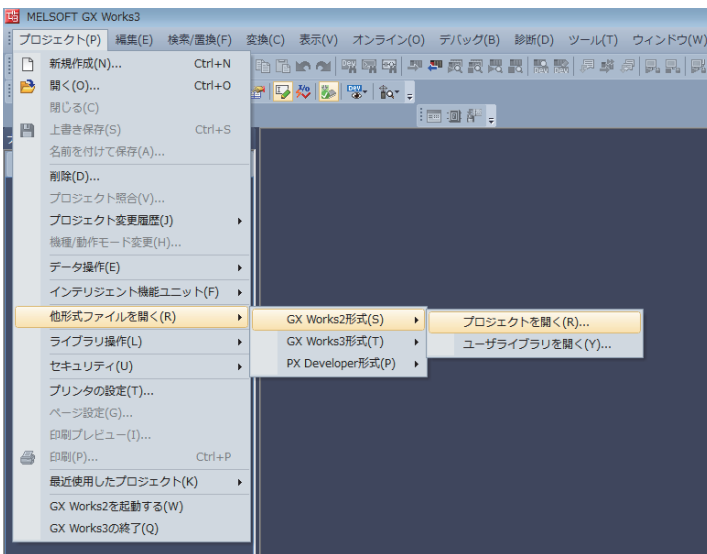 MELSOFT GX Works3
プロジェクト(P) 編集(E) 検索/置換(F) 変換(C) 表示(V) オンライン(O) デバッグ(B) 診断(D) ツール(T) ウィンドウ(W)
新規作成(N)... Ctrl+N
開く(O)... Ctrl+O
閉じる(C)
上書き保存(S) Ctrl+S
名前を付けて保存(A)...
削除(D)...
プロジェクト照合(V)...
プロジェクト変更履歴(J)
機種/動作モード変更(H)...
データ操作(E)
インテリジェント機能ユニット(F)
他形式ファイルを開く(R)
GX Works2形式(S)
プロジェクトを開く(R)...
GX Works3形式(T)
ユーザライブラリを開く(Y)...
PX Developer形式(P)
ライブラリ操作(L)
セキュリティ(U)
プリンタの設定(T)...
ページ設定(G)...
印刷プレビュー(I)...
印刷(P)... Ctrl+P
最近使用したプロジェクト(K)
GX Works2を起動する(W)
GX Works3の終了(Q)